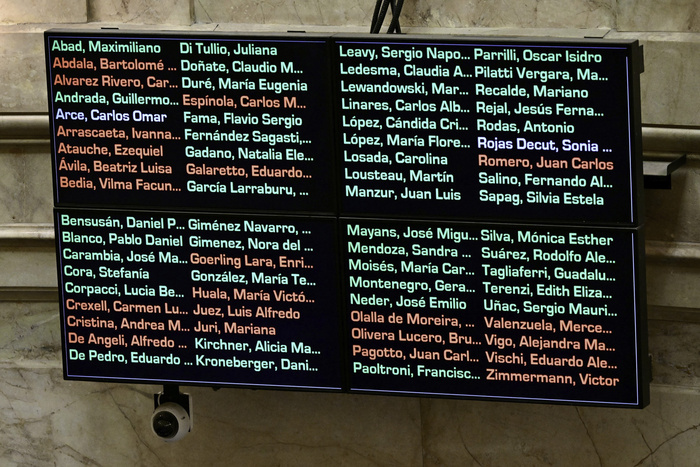 Abad, Maximiliano
Abdala, Bartolomé ...
Alvarez Rivero, Car...
Andrada, Guillermo...
Arce, Carlos Omar
Arrascaeta, Ivanna...
Atauche, Ezequiel
Ávila, Beatriz Luisa
Bedia, Vilma Facun...
Di Tullio, Juliana
Doñate, Claudio M...
Duré, María Eugenia
Espínola, Carlos M...
Fama, Flavio Sergio
Fernández Sagasti,...
Gadano, Natalia Ele...
Galaretto, Eduardo...
García Larraburu, ...
Leavy, Sergio Napo...
Ledesma, Claudia A...
Lewandowski, Mar...
Linares, Carlos Alb...
López, Cándida Cri...
López, María Flore...
Losada, Carolina
Lousteau, Martín
Manzur, Juan Luis
Parrilli, Oscar Isidro
Pilatti Vergara, Ma...
Recalde, Mariano
Rejal, Jesús Ferna...
Rodas, Antonio
Rojas Decut, Sonia ...
Romero, Juan Carlos
Salino, Fernando Al...
Sapag, Silvia Estela
Bensusán, Daniel P...
Blanco, Pablo Daniel
Carambia, José Ma...
Cora, Stefanía
Corpacci, Lucia Be...
Crexell, Carmen Lu...
Cristina, Andrea M...
De Angeli, Alfredo ...
De Pedro, Eduardo ...
Giménez Navarro, ...
Gimenez, Nora del ...
Goerling Lara, Enri...
González, María Te...
Huala, María Victó...
Juez, Luis Alfredo
Juri, Mariana
Kirchner, Alicia Ma...
Kroneberger, Dani...
Mayans, José Migu...
Mendoza, Sandra ...
Moisés, María Car...
Montenegro, Gera...
Neder, José Emilio
Olalla de Moreira, ...
Olivera Lucero, Bru...
Pagotto, Juan Carl...
Paoltroni, Francisc...
Silva, Mónica Esther
Suárez, Rodolfo Ale...
Tagliaferri, Guadalu...
Terenzi, Edith Eliza...
Uñac, Sergio Mauri...
Valenzuela, Merce...
Vigo, Alejandra Ma...
Vischi, Eduardo Ale...
Zimmermann, Victor